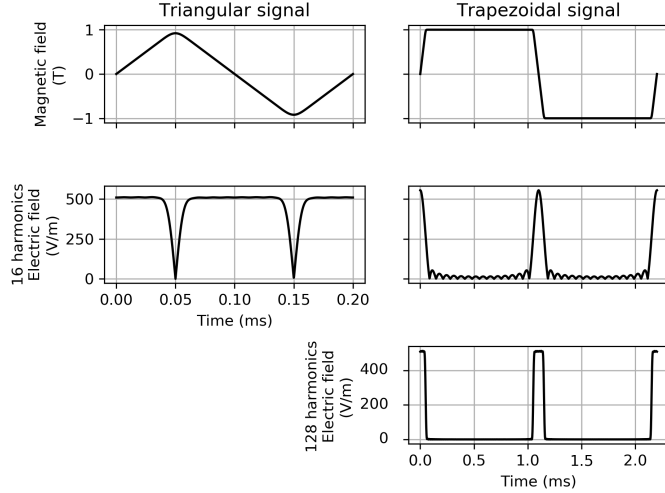 Triangular signal
Trapezoidal signal
Magnetic field
(T)
1
0
−1
16 harmonics
Electric field
(V/m)
500
250
0
0.00 0.05 0.10 0.15 0.20
Time (ms)
128 harmonics
Electric field
(V/m)
400
200
0
0.0 0.5 1.0 1.5 2.0
Time (ms)